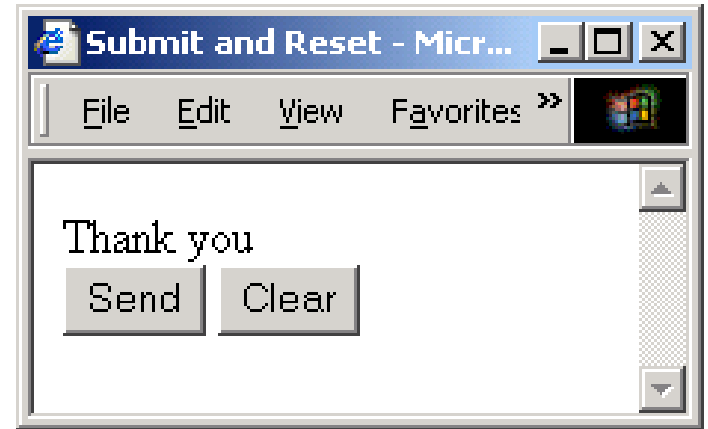 Submit and Reset - Micr...
File Edit View Favorites »
Thank you
Send Clear